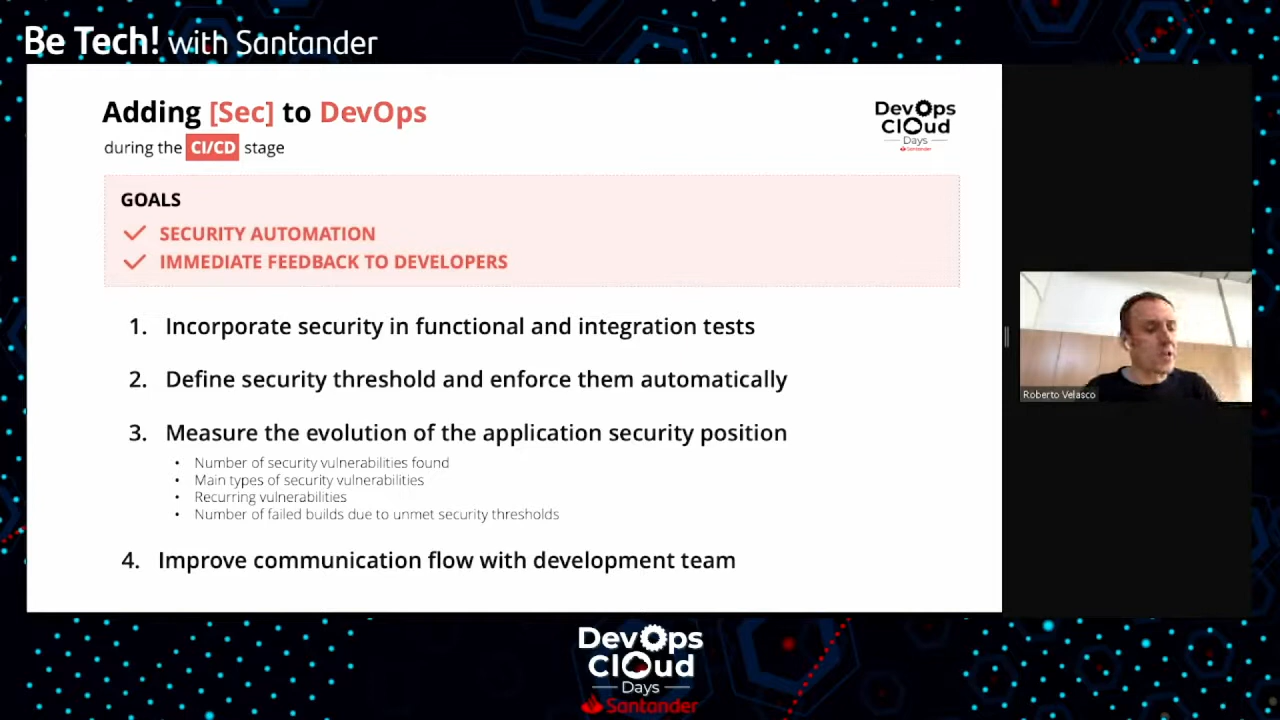 Be Tech! with Santander
Adding [Sec] to DevOps
during the CI/CD stage
DevOps
Cloud
Days
Santander
GOALS
SECURITY AUTOMATION
IMMEDIATE FEEDBACK TO DEVELOPERS
1. Incorporate security in functional and integration tests
2. Define security threshold and enforce them automatically
3. Measure the evolution of the application security position
• Number of security vulnerabilities found
• Main types of security vulnerabilities
• Recurring vulnerabilities
• Number of failed builds due to unmet security thresholds
4. Improve communication flow with development team
Roberto Velasco
DevOps
Cloud
Days
Santander